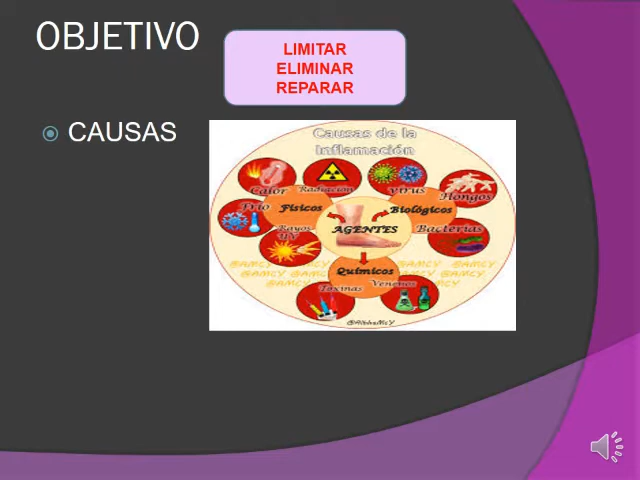 OBJETIVO
LIMITAR
ELIMINAR
REPARAR
CAUSAS
Causas de la
Inflamación
Calor
Radiación
Virus
Hongos
Frío
Físicos
Biológicos
Rayos
UV
AGENTES
Bacterias
Químicos
Toxinas
Venenos